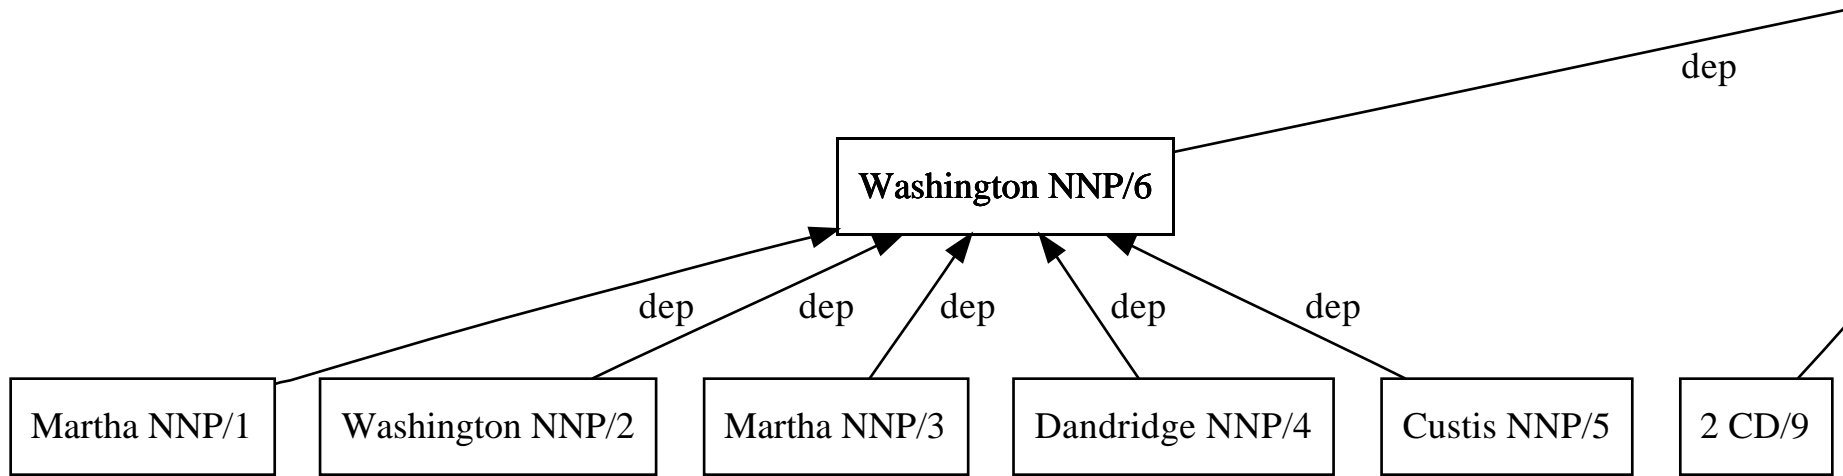 dep
Washington NNP/6
dep dep dep dep dep
Martha NNP/1 Washington NNP/2 Martha NNP/3 Dandridge NNP/4 Custis NNP/5 2 CD/9